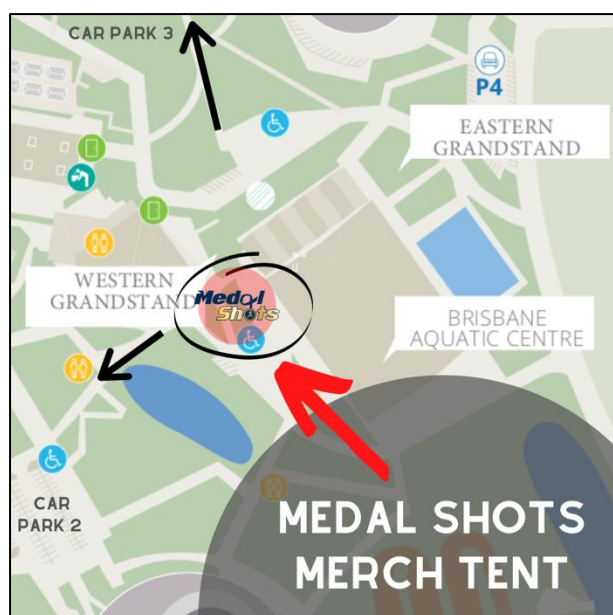 CAR PARK 3
P4
EASTERN
GRANDSTAND
WESTERN
GRANDSTAND
Medal
Shots
BRISBANE
AQUATIC CENTRE
CAR
PARK 2
MEDAL SHOTS
MERCH TENT